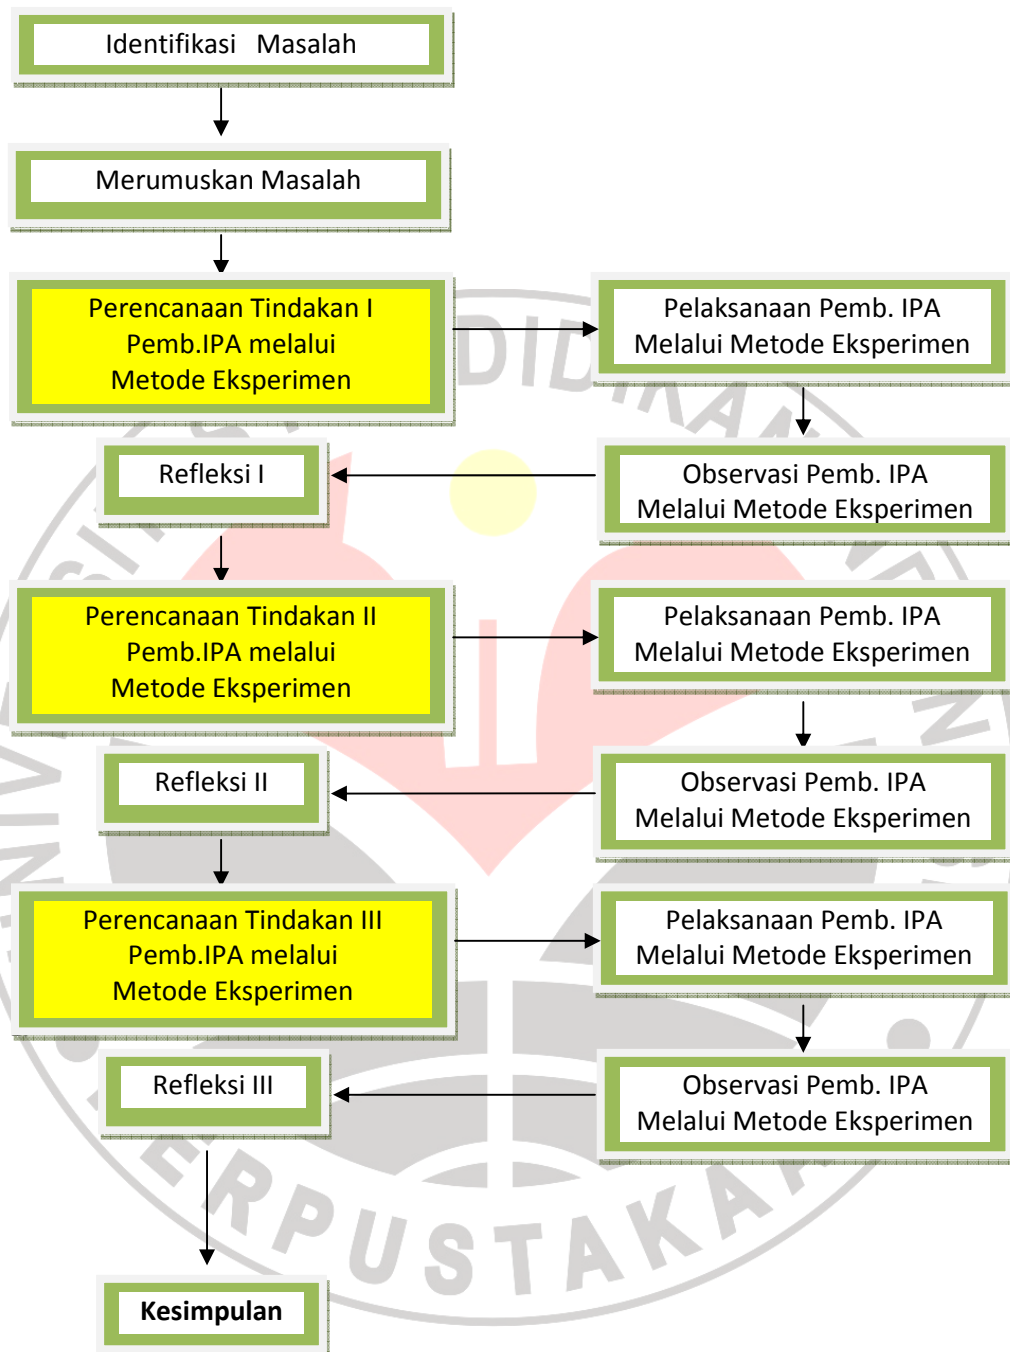 Identifikasi Masalah
Merumuskan Masalah
Perencanaan Tindakan I
Pemb.IPA melalui
Metode Eksperimen
Pelaksanaan Pemb. IPA
Melalui Metode Eksperimen
Refleksi I
Observasi Pemb. IPA
Melalui Metode Eksperimen
Perencanaan Tindakan II
Pemb.IPA melalui
Metode Eksperimen
Pelaksanaan Pemb. IPA
Melalui Metode Eksperimen
Refleksi II
Observasi Pemb. IPA
Melalui Metode Eksperimen
Perencanaan Tindakan III
Pemb.IPA melalui
Metode Eksperimen
Pelaksanaan Pemb. IPA
Melalui Metode Eksperimen
Refleksi III
Observasi Pemb. IPA
Melalui Metode Eksperimen
Kesimpulan
PERPUSTAKAAN